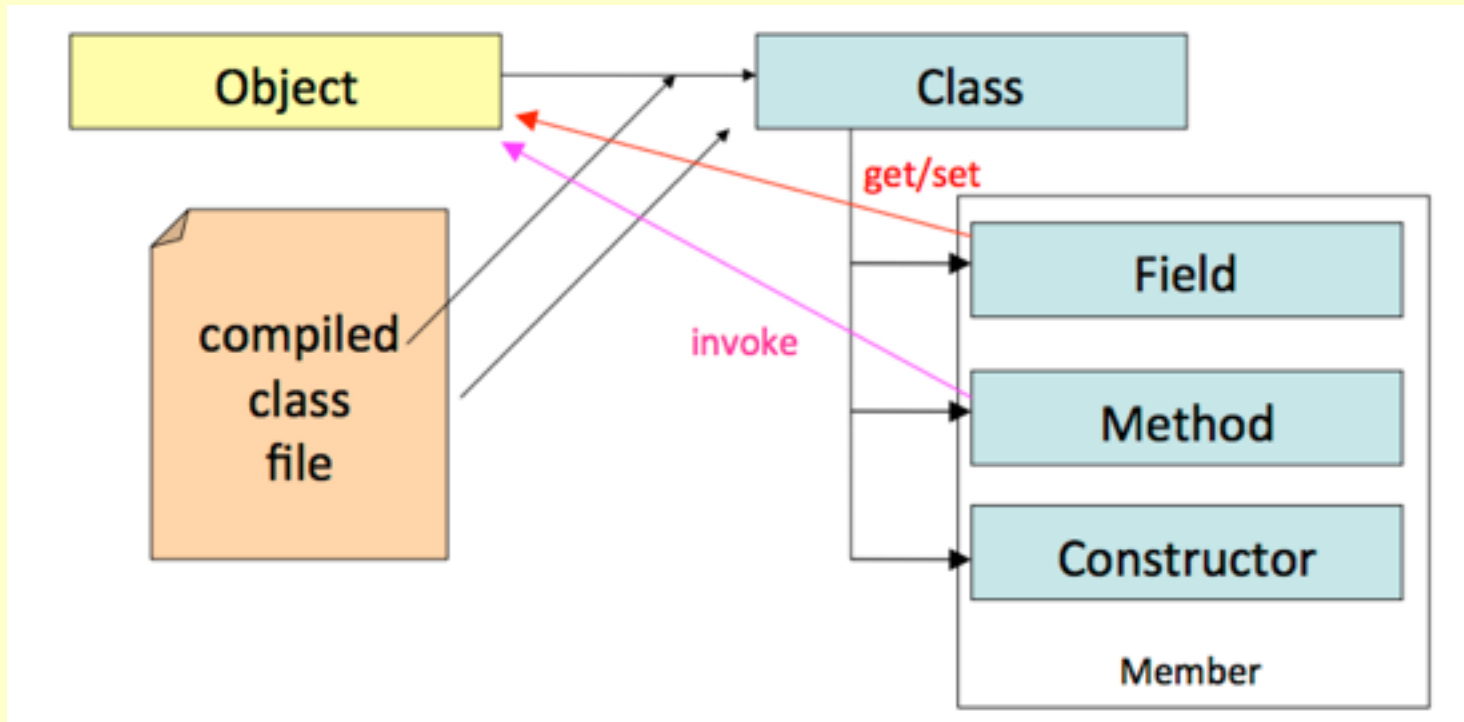 Object
Class
get/set
compiled
class
file
invoke
Field
Method
Constructor
Member